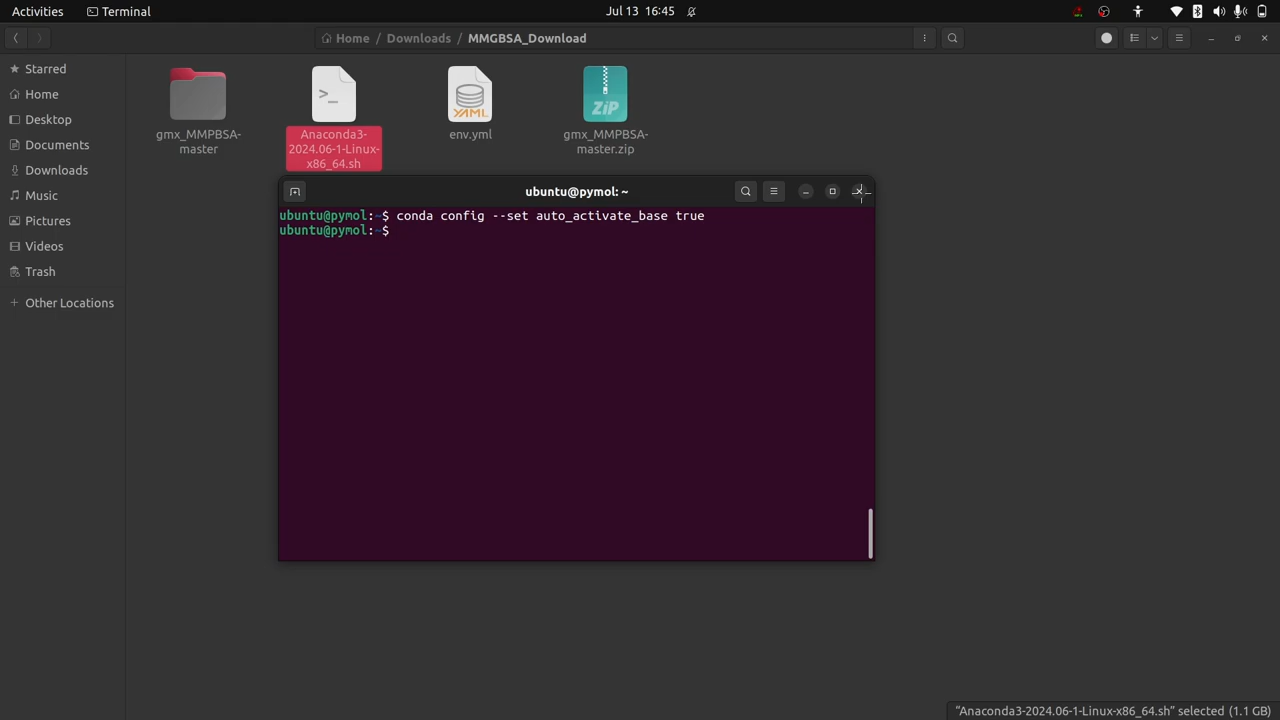 Activities
Terminal
Jul 13 16:45
Home / Downloads / MMGBSA_Download
Starred
Home
Desktop
Documents
Downloads
Music
Pictures
Videos
Trash
+ Other Locations
gmx_MMPBSA-
master
>_
Anaconda3-
2024.06-1-Linux-
x86_64.sh
YAML
env.yml
ZIP
gmx_MMPBSA-
master.zip
ubuntu@pymol: ~
ubuntu@pymol:~$ conda config --set auto_activate_base true
ubuntu@pymol:~$
"Anaconda3-2024.06-1-Linux-x86_64.sh" selected (1.1 GB)